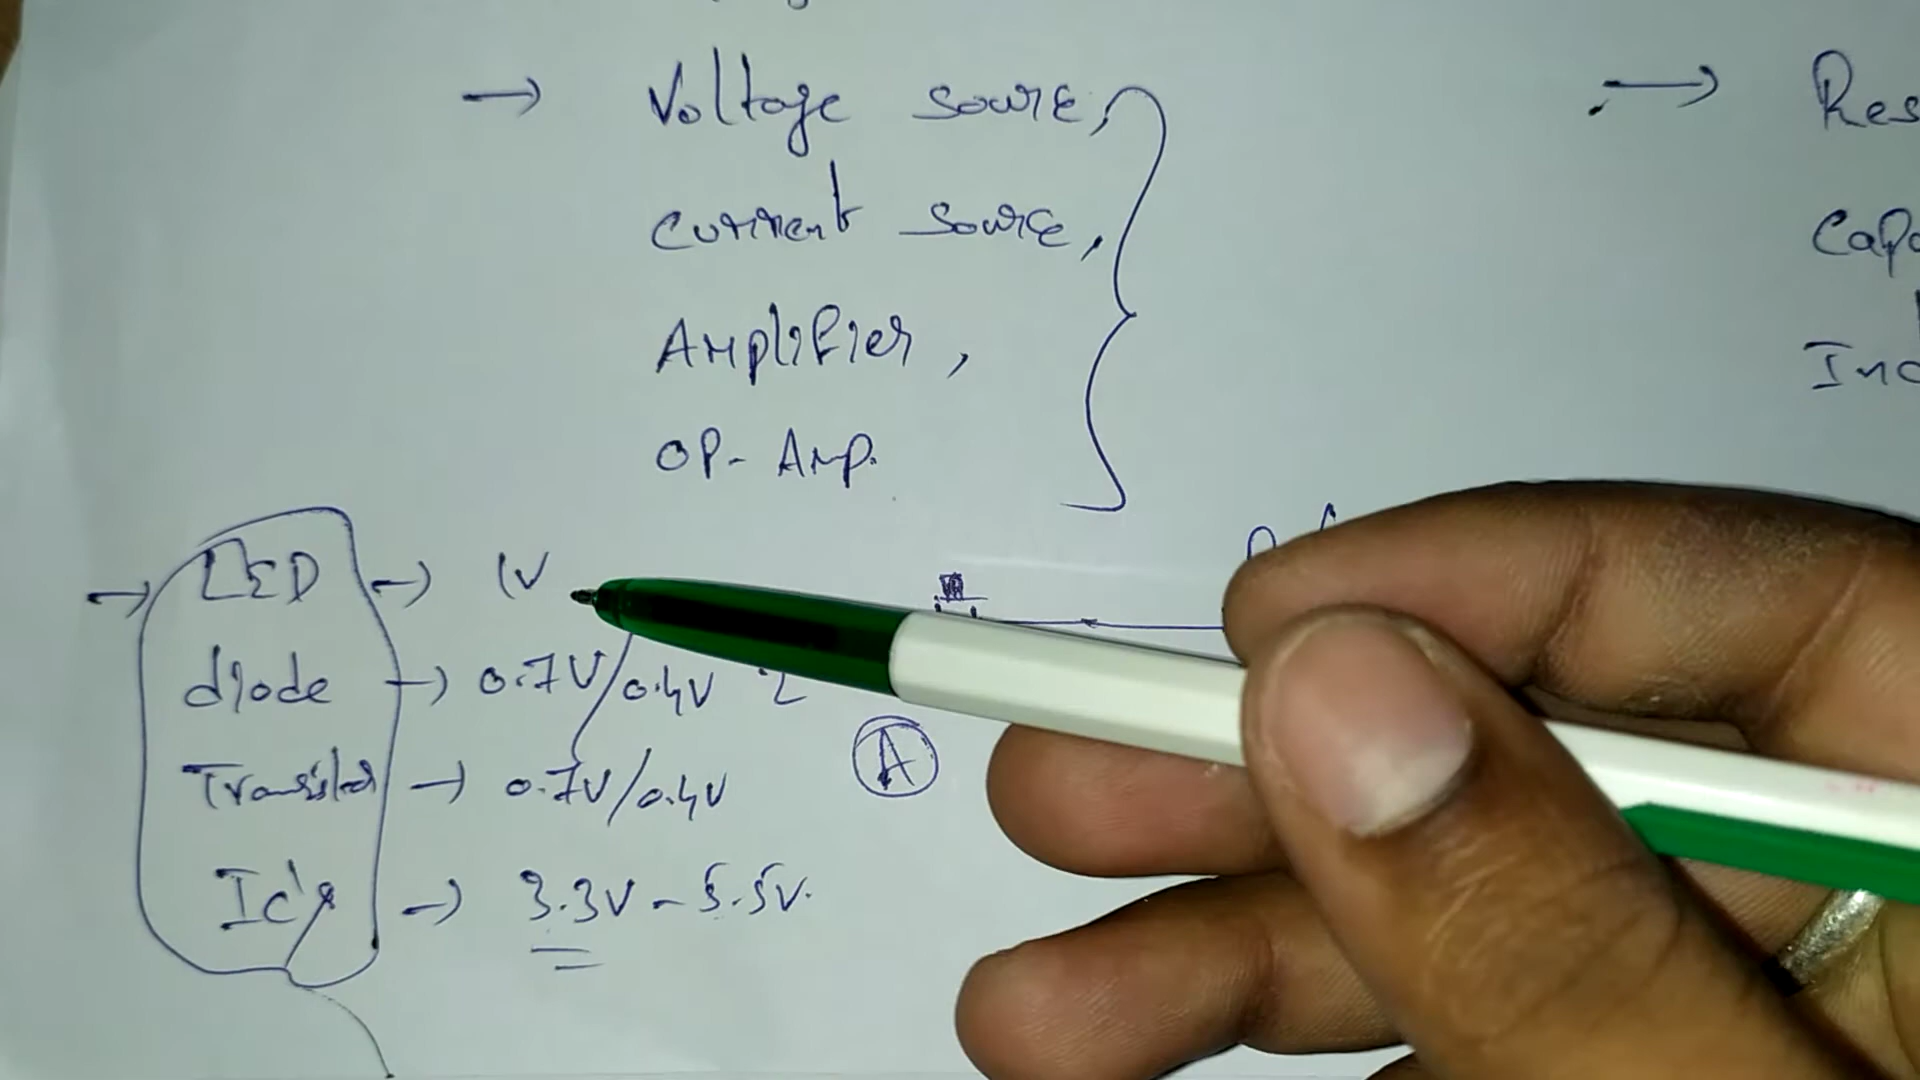 → Voltage source,
Current source,
Amplifier,
OP-Amp.
→ Res
Capa
Ind
→ LED → 1V
diode → 0.7V/0.4V
Transistor → 0.7V/0.4V
Ic's → 3.3V - 5.5V.
A